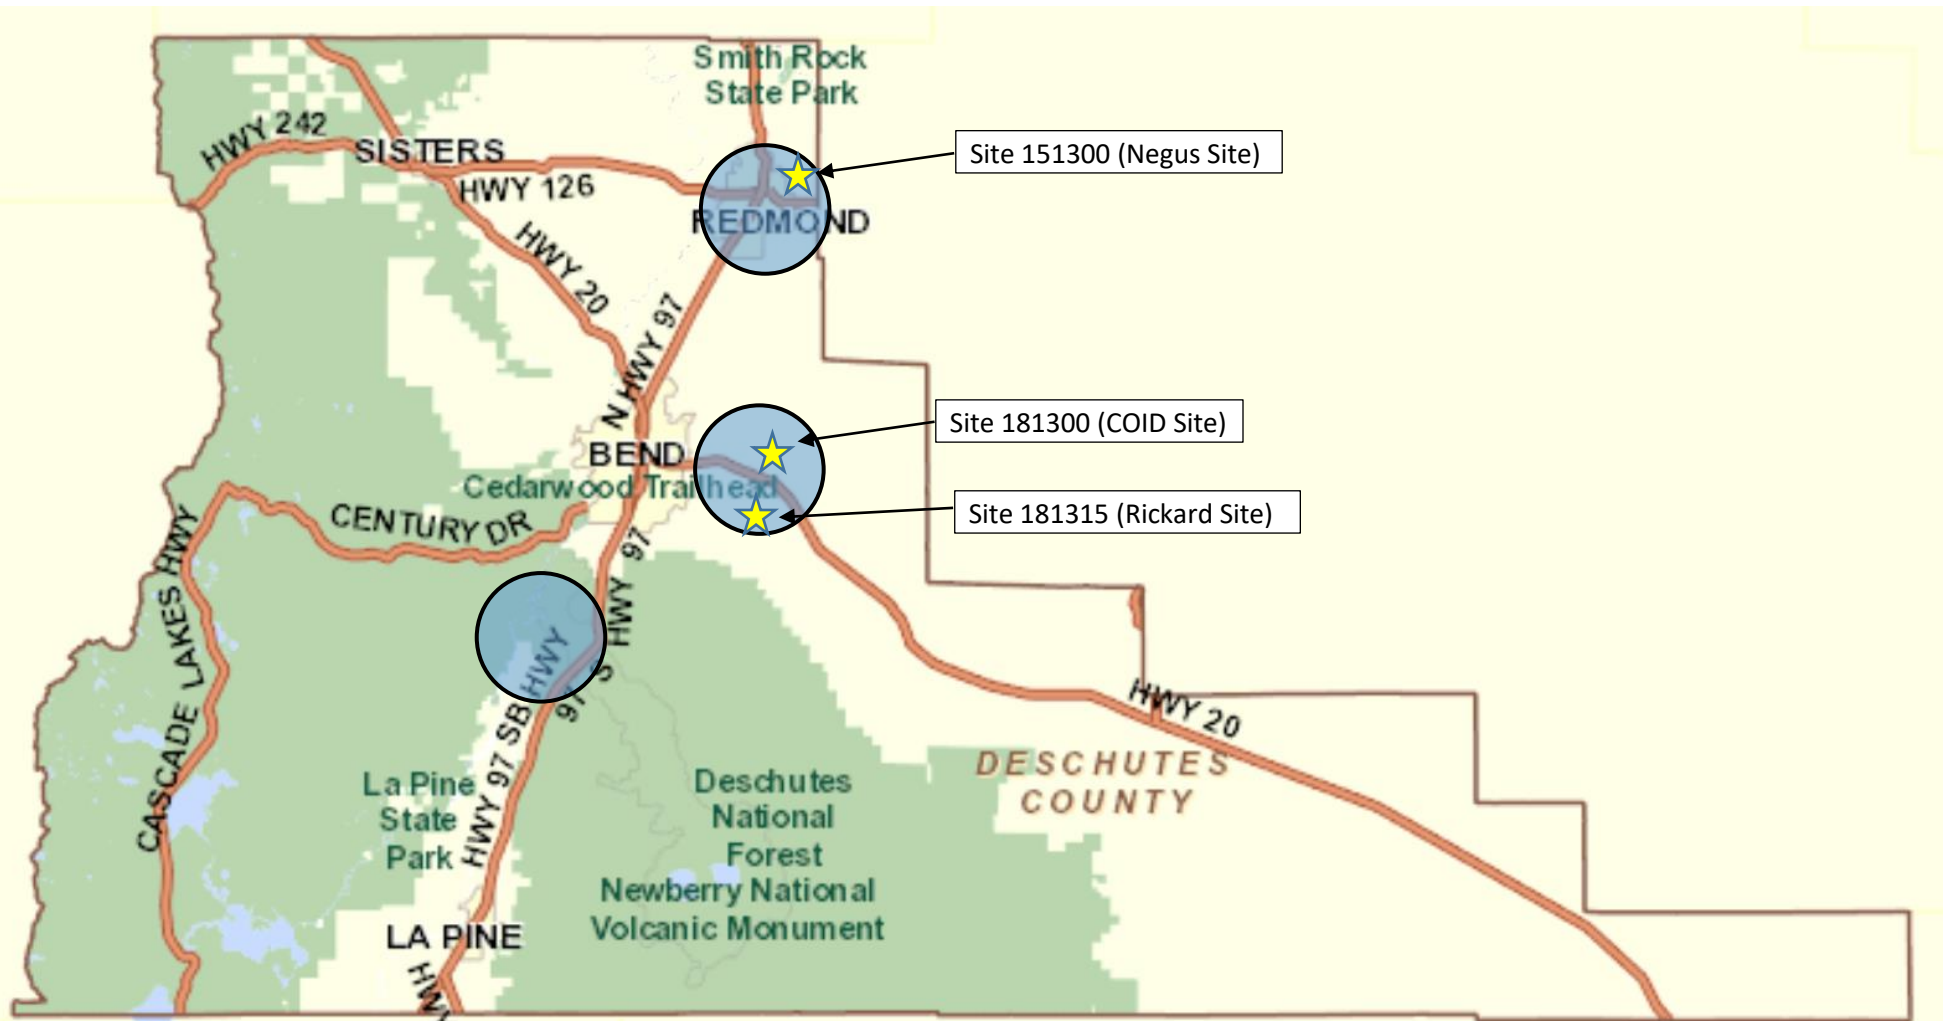 Smith Rock
State Park
HWY 242
SISTERS
Site 151300 (Negus Site)
HWY 126
REDMOND
HWY 20
N HWY 97
Site 181300 (COID Site)
BEND
Cedarwood Trailhead
Site 181315 (Rickard Site)
CENTURY DR
CASCADE LAKES HWY
S HWY 97
HWY 97 SB
HWY
97
HWY 20
DESCHUTES
COUNTY
La Pine
State
Park
Deschutes
National
Forest
Newberry National
Volcanic Monument
LA PINE
HWY